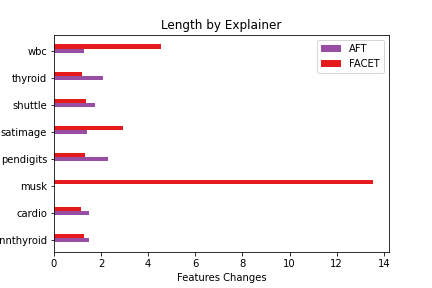 Length by Explainer
AFT
FACET
wbc
thyroid
shuttle
satimage
pendigits
musk
cardio
nnthyroid
0 2 4 6 8 10 12 14
Features Changes